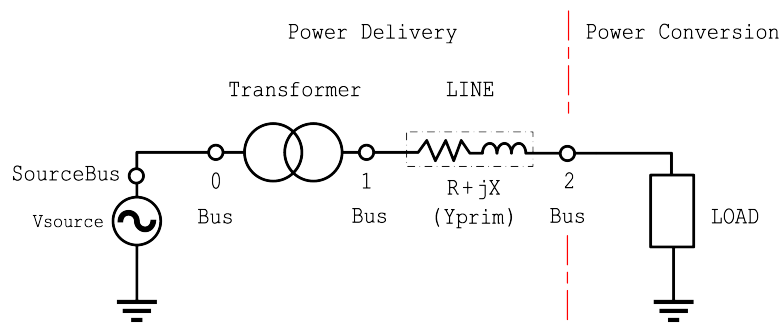 Power Delivery
Power Conversion
Transformer
LINE
SourceBus
0
1
R+jX
2
Vsource
Bus
Bus
(Yprim)
Bus
LOAD